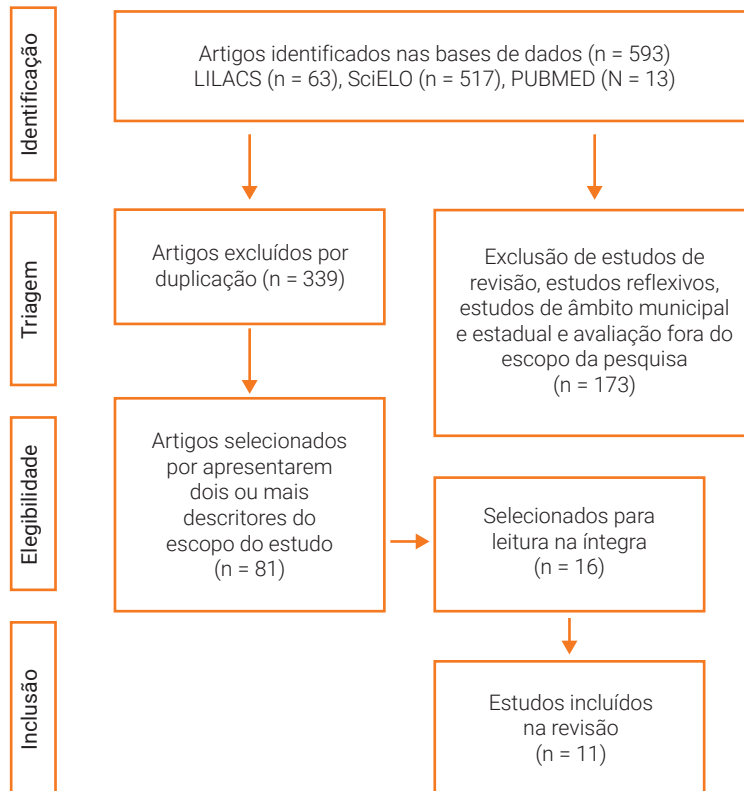 Identificação
Artigos identificados nas bases de dados (n = 593)
LILACS (n = 63), SciELO (n = 517), PUBMED (N = 13)
Triagem
Artigos excluídos por
duplicação (n = 339)
Exclusão de estudos de
revisão, estudos reflexivos,
estudos de âmbito municipal
e estadual e avaliação fora do
escopo da pesquisa
(n = 173)
Elegibilidade
Artigos selecionados
por apresentarem
dois ou mais
descritores do
escopo do estudo
(n = 81)
Selecionados para
leitura na íntegra
(n = 16)
Inclusão
Estudos incluídos
na revisão
(n = 11)